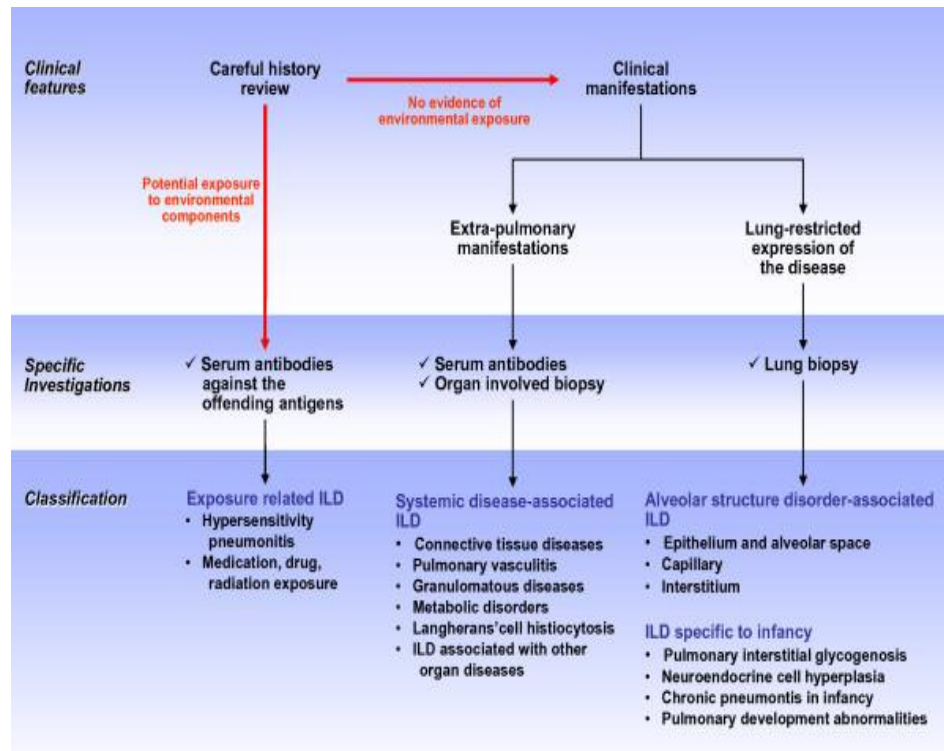 Clinical
features
Careful history
review
No evidence of
environmental exposure
Clinical
manifestations
Potential exposure
to environmental
components
Extra-pulmonary
manifestations
Lung-restricted
expression of
the disease
Specific
Investigations
✓ Serum antibodies
against the
offending antigens
✓ Serum antibodies
✓ Organ involved biopsy
✓ Lung biopsy
Classification
Exposure related ILD
• Hypersensitivity
pneumonitis
• Medication, drug,
radiation exposure
Systemic disease-associated
ILD
• Connective tissue diseases
• Pulmonary vasculitis
• Granulomatous diseases
• Metabolic disorders
• Langherans'cell histiocytosis
• ILD associated with other
organ diseases
Alveolar structure disorder-associated
ILD
• Epithelium and alveolar space
• Capillary
• Interstitium
ILD specific to infancy
• Pulmonary interstitial glycogenosis
• Neuroendocrine cell hyperplasia
• Chronic pneumontis in infancy
• Pulmonary development abnormalities